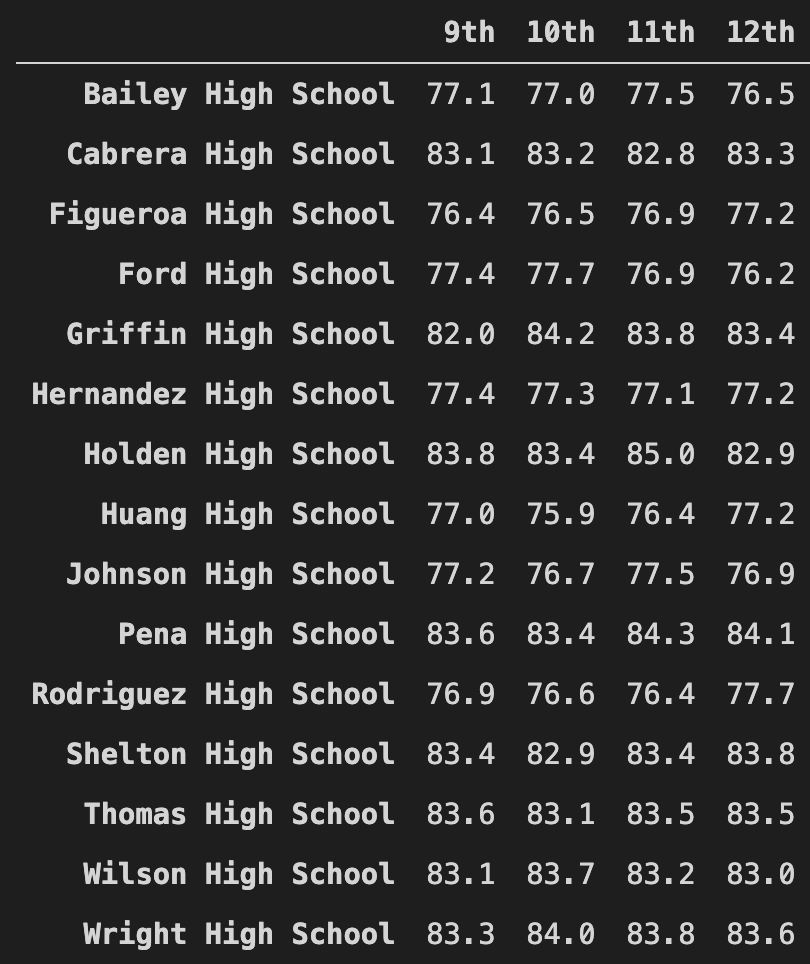 9th 10th 11th 12th
Bailey High School 77.1 77.0 77.5 76.5
Cabrera High School 83.1 83.2 82.8 83.3
Figueroa High School 76.4 76.5 76.9 77.2
Ford High School 77.4 77.7 76.9 76.2
Griffin High School 82.0 84.2 83.8 83.4
Hernandez High School 77.4 77.3 77.1 77.2
Holden High School 83.8 83.4 85.0 82.9
Huang High School 77.0 75.9 76.4 77.2
Johnson High School 77.2 76.7 77.5 76.9
Pena High School 83.6 83.4 84.3 84.1
Rodriguez High School 76.9 76.6 76.4 77.7
Shelton High School 83.4 82.9 83.4 83.8
Thomas High School 83.6 83.1 83.5 83.5
Wilson High School 83.1 83.7 83.2 83.0
Wright High School 83.3 84.0 83.8 83.6